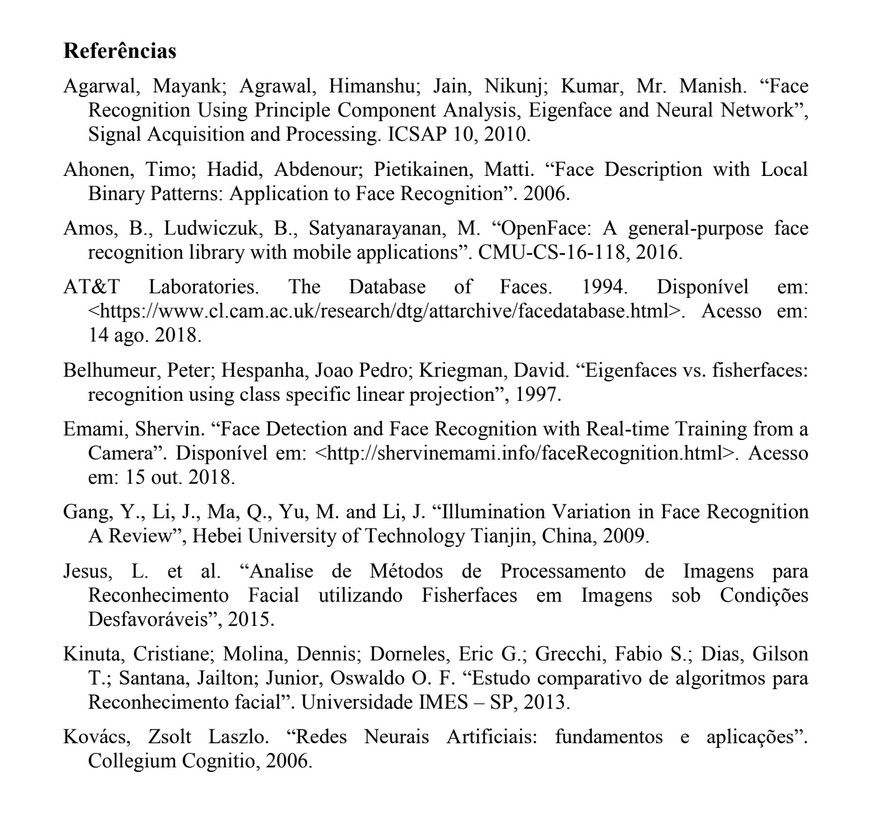 Referências
Agarwal, Mayank; Agrawal, Himanshu; Jain, Nikunj; Kumar, Mr. Manish. “Face
Recognition Using Principle Component Analysis, Eigenface and Neural Network”,
Signal Acquisition and Processing. ICSAP 10, 2010.
Ahonen, Timo; Hadid, Abdenour; Pietikainen, Matti. “Face Description with Local
Binary Patterns: Application to Face Recognition”. 2006.
Amos, B., Ludwiczuk, B., Satyanarayanan, M. “OpenFace: A general-purpose face
recognition library with mobile applications”. CMU-CS-16-118, 2016.
AT&T Laboratories. The Database of Faces. 1994. Disponível em:
<https://www.cl.cam.ac.uk/research/dtg/attarchive/facedatabase.html>. Acesso em:
14 ago. 2018.
Belhumeur, Peter; Hespanha, Joao Pedro; Kriegman, David. “Eigenfaces vs. fisherfaces:
recognition using class specific linear projection”, 1997.
Emami, Shervin. “Face Detection and Face Recognition with Real-time Training from a
Camera”. Disponível em: <http://shervinemami.info/faceRecognition.html>. Acesso
em: 15 out. 2018.
Gang, Y., Li, J., Ma, Q., Yu, M. and Li, J. “Illumination Variation in Face Recognition
A Review”, Hebei University of Technology Tianjin, China, 2009.
Jesus, L. et al. “Analise de Métodos de Processamento de Imagens para
Reconhecimento Facial utilizando Fisherfaces em Imagens sob Condições
Desfavoráveis”, 2015.
Kinuta, Cristiane; Molina, Dennis; Dorneles, Eric G.; Grecchi, Fabio S.; Dias, Gilson
T.; Santana, Jailton; Junior, Oswaldo O. F. “Estudo comparativo de algoritmos para
Reconhecimento facial”. Universidade IMES – SP, 2013.
Kovács, Zsolt Laszlo. “Redes Neurais Artificiais: fundamentos e aplicações”.
Collegium Cognitio, 2006.